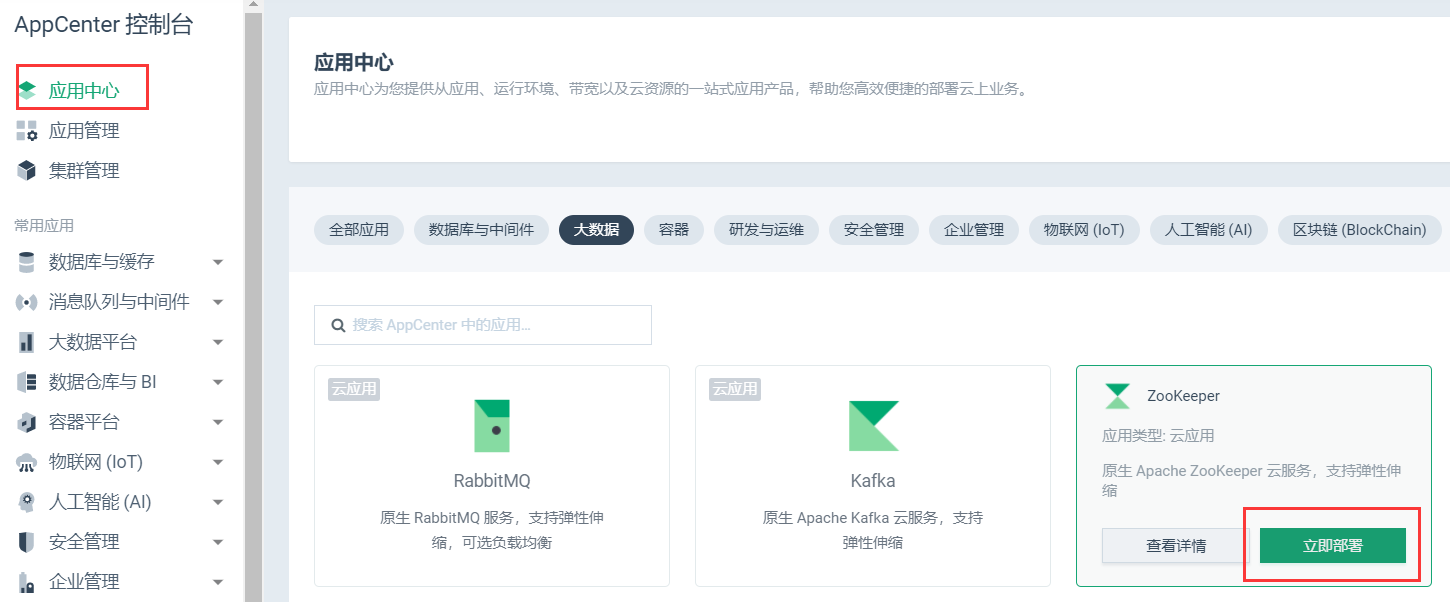 AppCenter 控制台
应用中心
应用管理
集群管理
常用应用
数据库与缓存
消息队列与中间件
大数据平台
数据仓库与 BI
容器平台
物联网 (IoT)
人工智能 (AI)
安全管理
企业管理
应用中心
应用中心为您提供从应用、运行环境、带宽以及云资源的一站式应用产品，帮助您高效便捷的部署云上业务。
全部应用 数据库与中间件 大数据 容器 研发与运维 安全管理 企业管理 物联网 (IoT) 人工智能 (AI) 区块链 (BlockChain)
搜索 AppCenter 中的应用...
云应用
RabbitMQ
原生 RabbitMQ 服务，支持弹性伸
缩，可选负载均衡
云应用
Kafka
原生 Apache Kafka 云服务，支持
弹性伸缩
ZooKeeper
应用类型: 云应用
原生 Apache ZooKeeper 云服务，支持弹性伸
缩
查看详情 立即部署